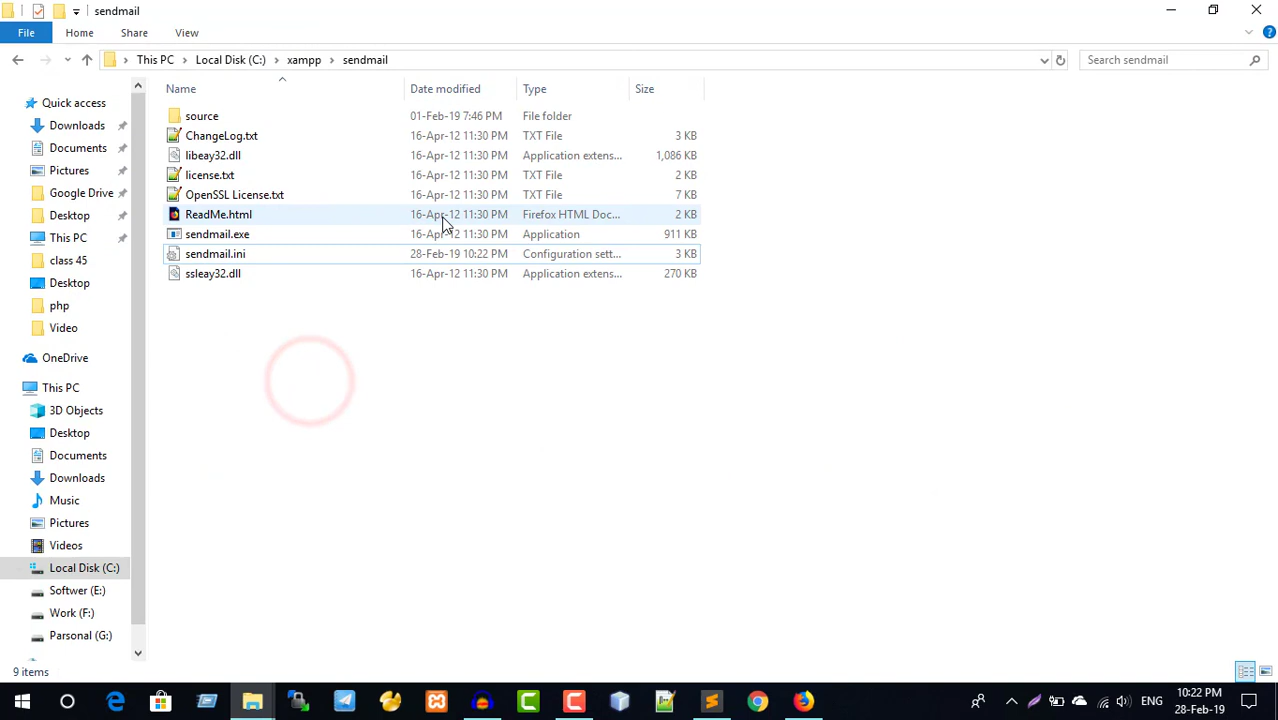 sendmail
File Home Share View
This PC Local Disk (C:) xampp sendmail Search sendmail
Name Date modified Type Size
Quick access
Downloads
Documents
Pictures
Google Drive
Desktop
This PC
class 45
Desktop
php
Video
OneDrive
This PC
3D Objects
Desktop
Documents
Downloads
Music
Pictures
Videos
Local Disk (C:)
Softwer (E:)
Work (F:)
Parsonal (G:)
source 01-Feb-19 7:46 PM File folder
ChangeLog.txt 16-Apr-12 11:30 PM TXT File 3 KB
libeay32.dll 16-Apr-12 11:30 PM Application extens... 1,086 KB
license.txt 16-Apr-12 11:30 PM TXT File 2 KB
OpenSSL License.txt 16-Apr-12 11:30 PM TXT File 7 KB
ReadMe.html 16-Apr-12 11:30 PM Firefox HTML Doc... 2 KB
sendmail.exe 16-Apr-12 11:30 PM Application 911 KB
sendmail.ini 28-Feb-19 10:22 PM Configuration sett... 3 KB
ssleay32.dll 16-Apr-12 11:30 PM Application extens... 270 KB
9 items
ENG
10:22 PM
28-Feb-19